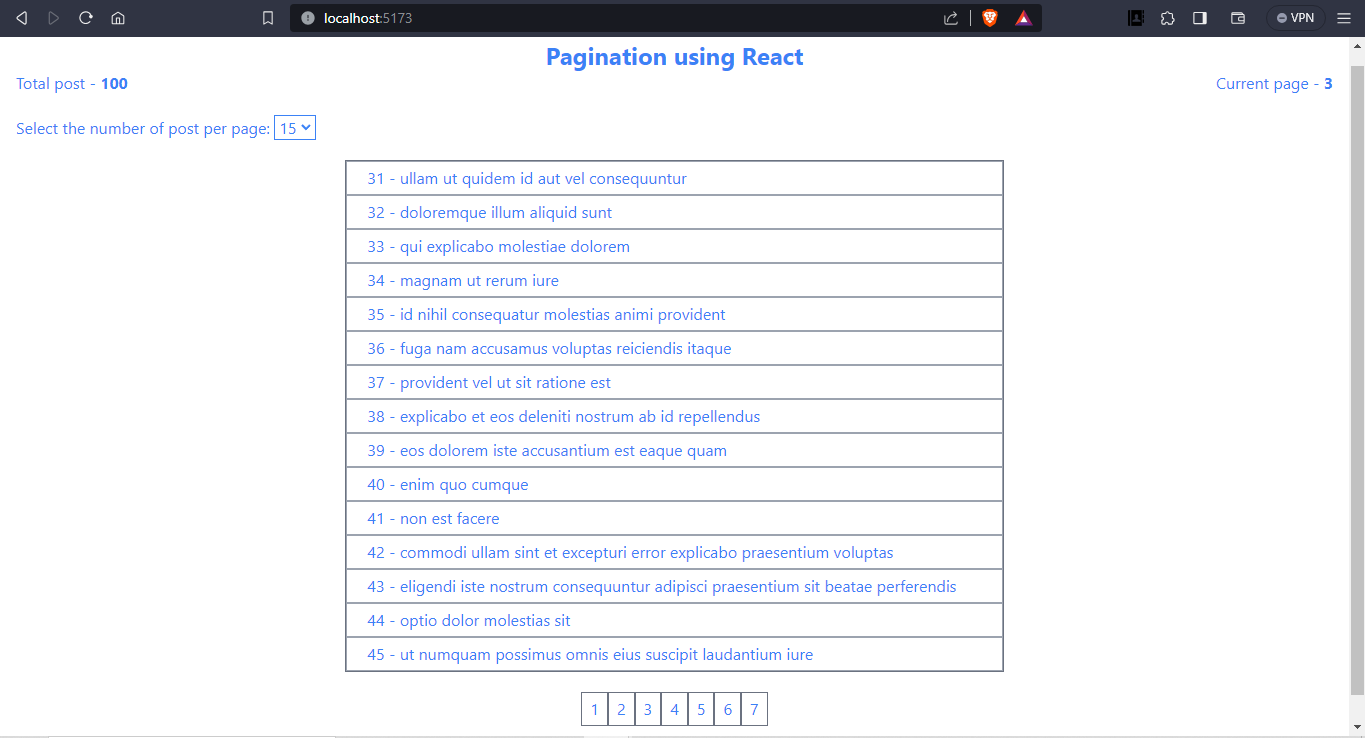 localhost:5173
VPN
Pagination using React
Total post - 100
Current page - 3
Select the number of post per page: 15
31 - ullam ut quidem id aut vel consequuntur
32 - doloremque illum aliquid sunt
33 - qui explicabo molestiae dolorem
34 - magnam ut rerum iure
35 - id nihil consequatur molestias animi provident
36 - fuga nam accusamus voluptas reiciendis itaque
37 - provident vel ut sit ratione est
38 - explicabo et eos deleniti nostrum ab id repellendus
39 - eos dolorem iste accusantium est eaque quam
40 - enim quo cumque
41 - non est facere
42 - commodi ullam sint et excepturi error explicabo praesentium voluptas
43 - eligendi iste nostrum consequuntur adipisci praesentium sit beatae perferendis
44 - optio dolor molestias sit
45 - ut numquam possimus omnis eius suscipit laudantium iure
1 2 3 4 5 6 7